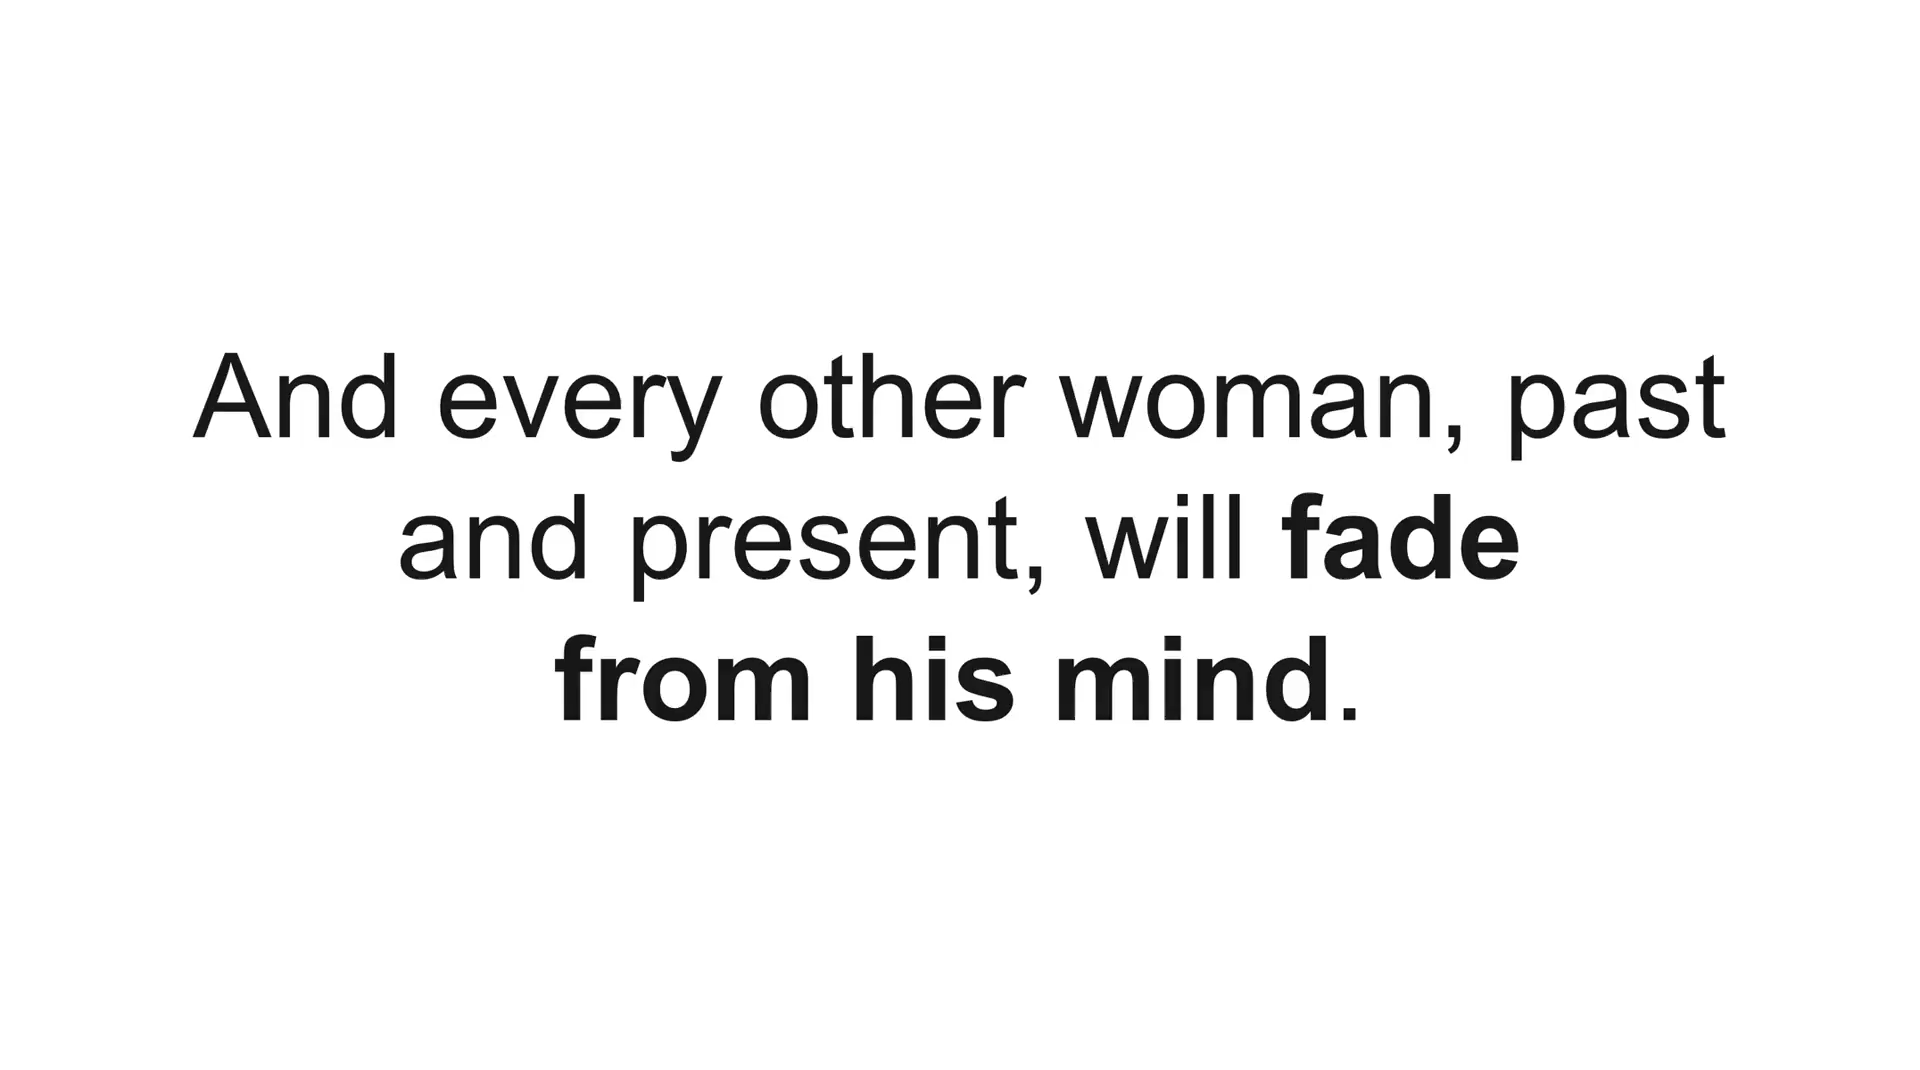 And every other woman, past
and present, will fade
from his mind.